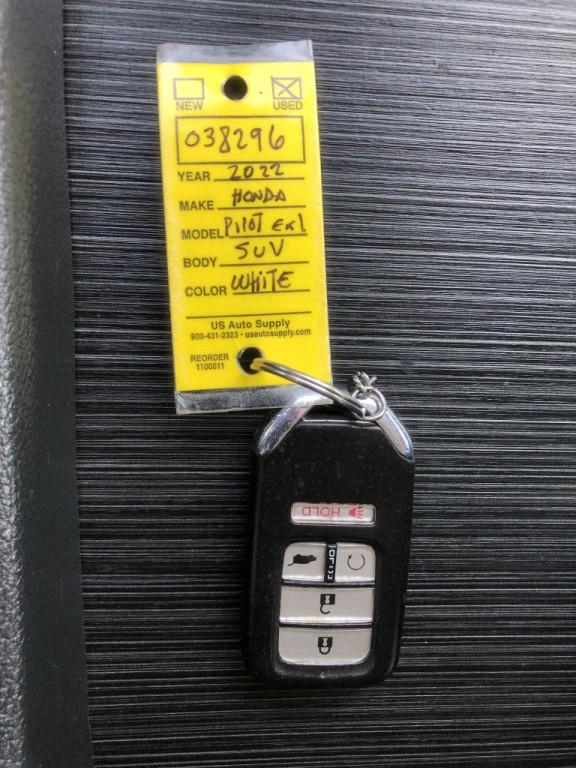 NEW USED
038296
YEAR 2022
MAKE HONDA
MODEL PILOT Exl
BODY SUV
COLOR WHITE
US Auto Supply
800-431-2323 • usautosupply.com
REORDER
1100011
HOLD
HOLD